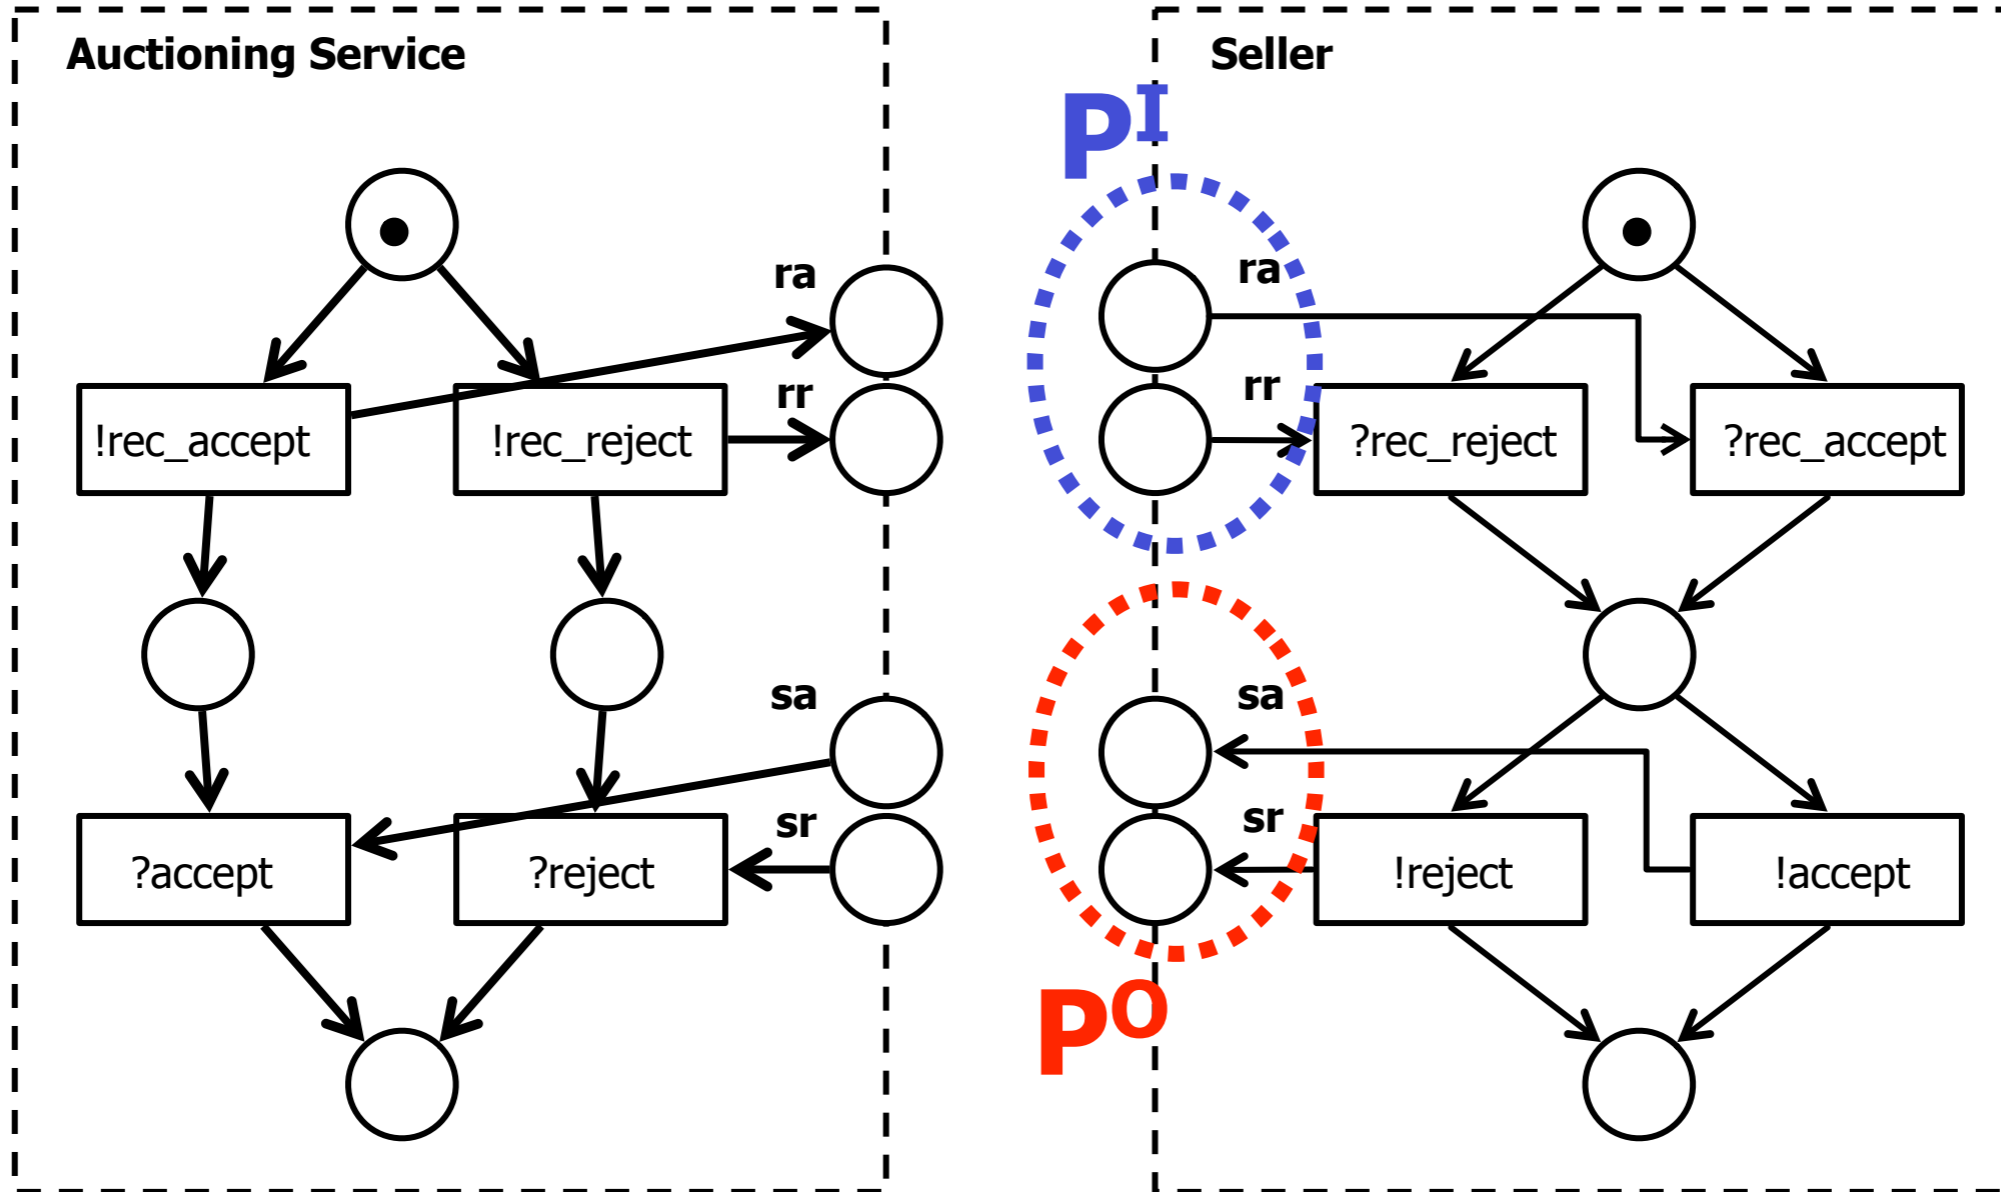 Auctioning Service
ra
rr
!rec_accept
!rec_reject
sa
sr
?accept
?reject
Seller
P^I
ra
rr
?rec_reject
?rec_accept
sa
sr
!reject
!accept
P^O